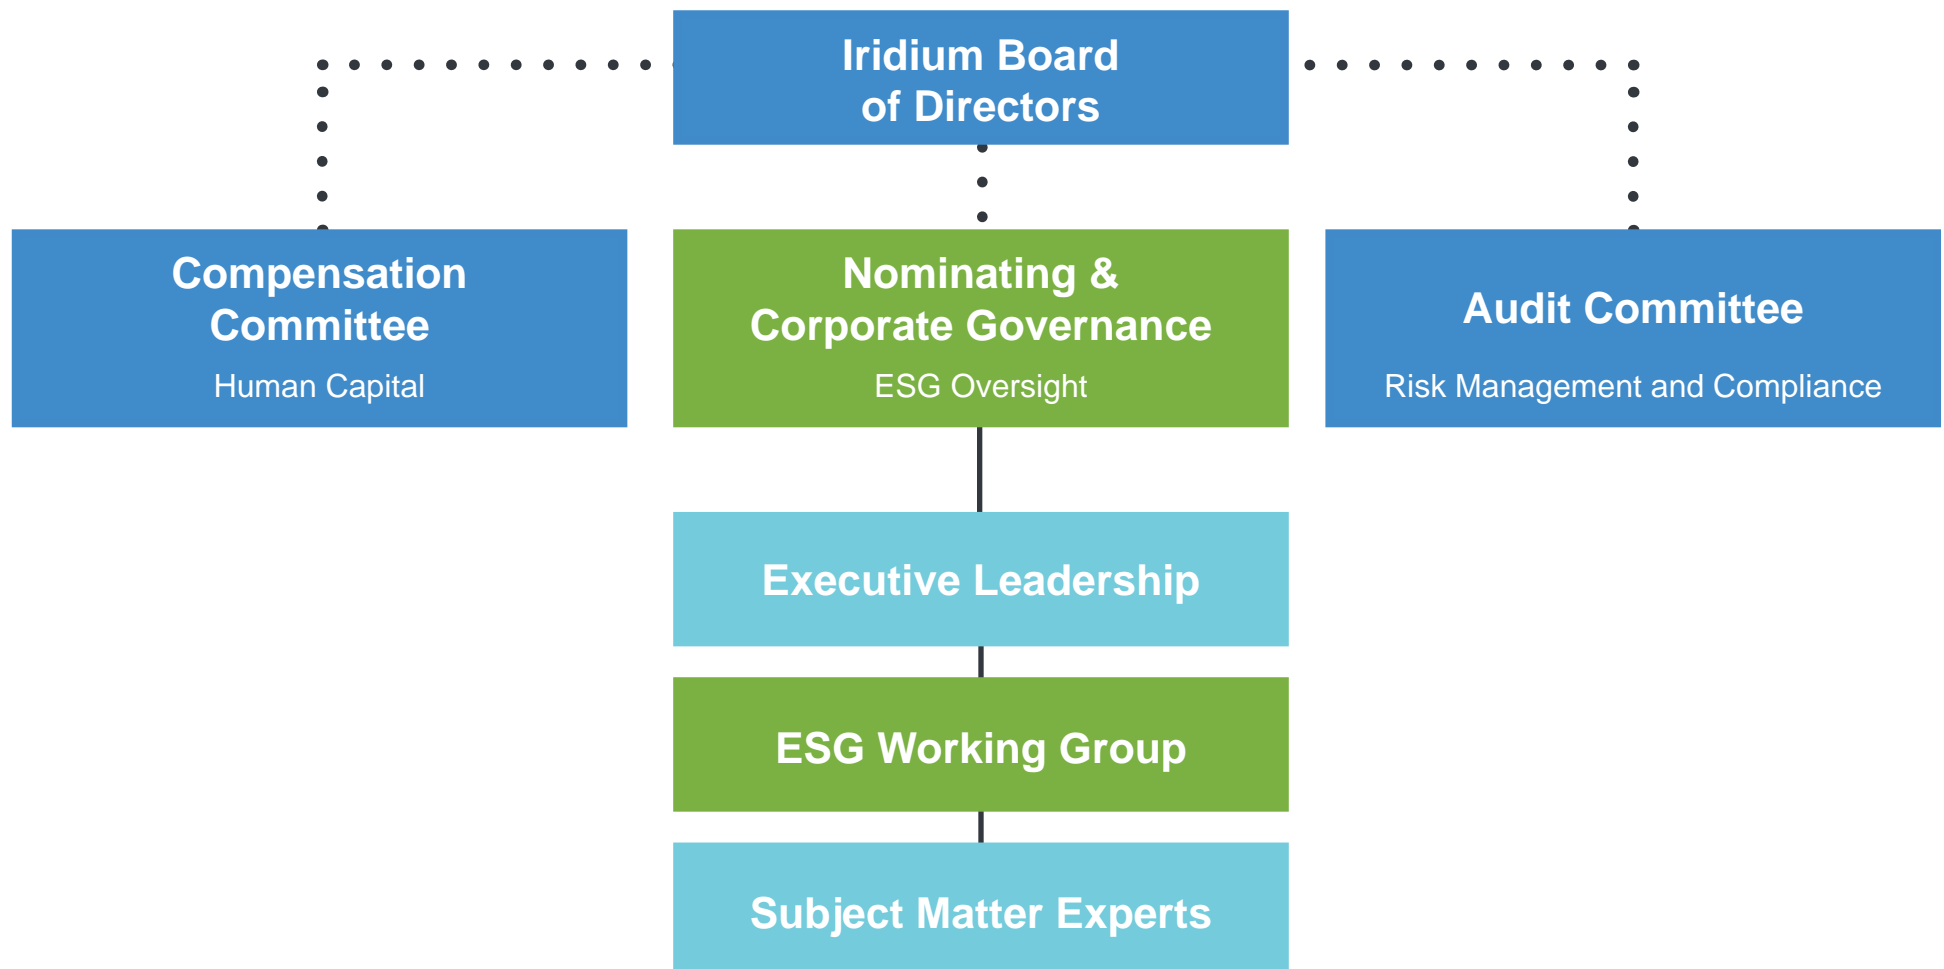 Iridium Board
of Directors
Compensation
Committee
Human Capital
Nominating &
Corporate Governance
ESG Oversight
Audit Committee
Risk Management and Compliance
Executive Leadership
ESG Working Group
Subject Matter Experts